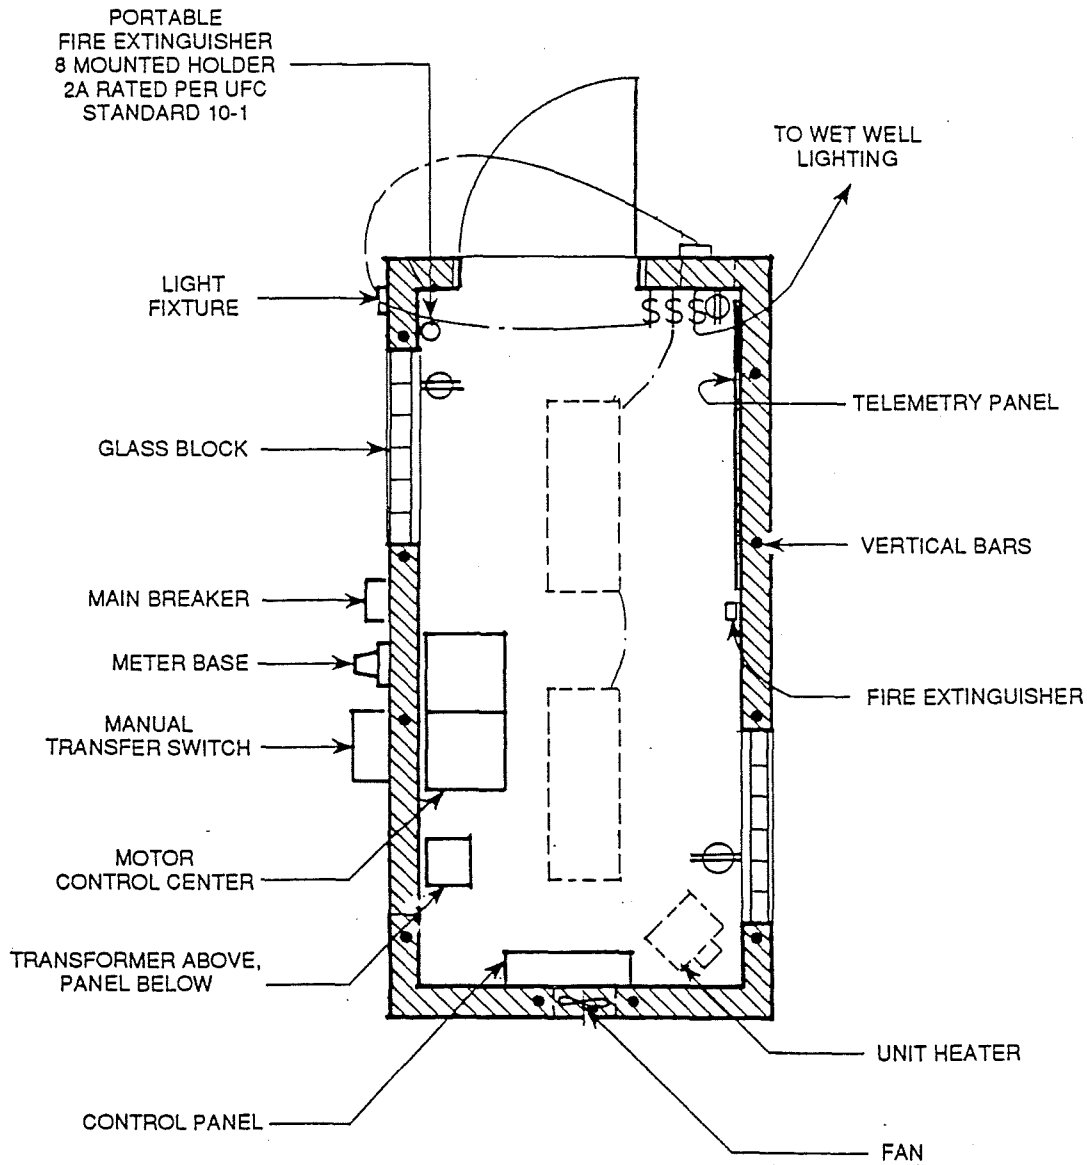 PORTABLE
FIRE EXTINGUISHER
8 MOUNTED HOLDER
2A RATED PER UFC
STANDARD 10-1
TO WET WELL
LIGHTING
LIGHT
FIXTURE
S S S
TELEMETRY PANEL
GLASS BLOCK
VERTICAL BARS
MAIN BREAKER
METER BASE
FIRE EXTINGUISHER
MANUAL
TRANSFER SWITCH
MOTOR
CONTROL CENTER
TRANSFORMER ABOVE,
PANEL BELOW
UNIT HEATER
CONTROL PANEL
FAN